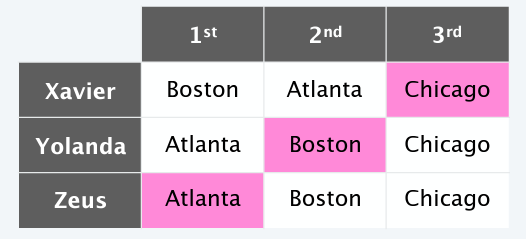 1st 2nd 3rd
Xavier Boston Atlanta Chicago
Yolanda Atlanta Boston Chicago
Zeus Atlanta Boston Chicago